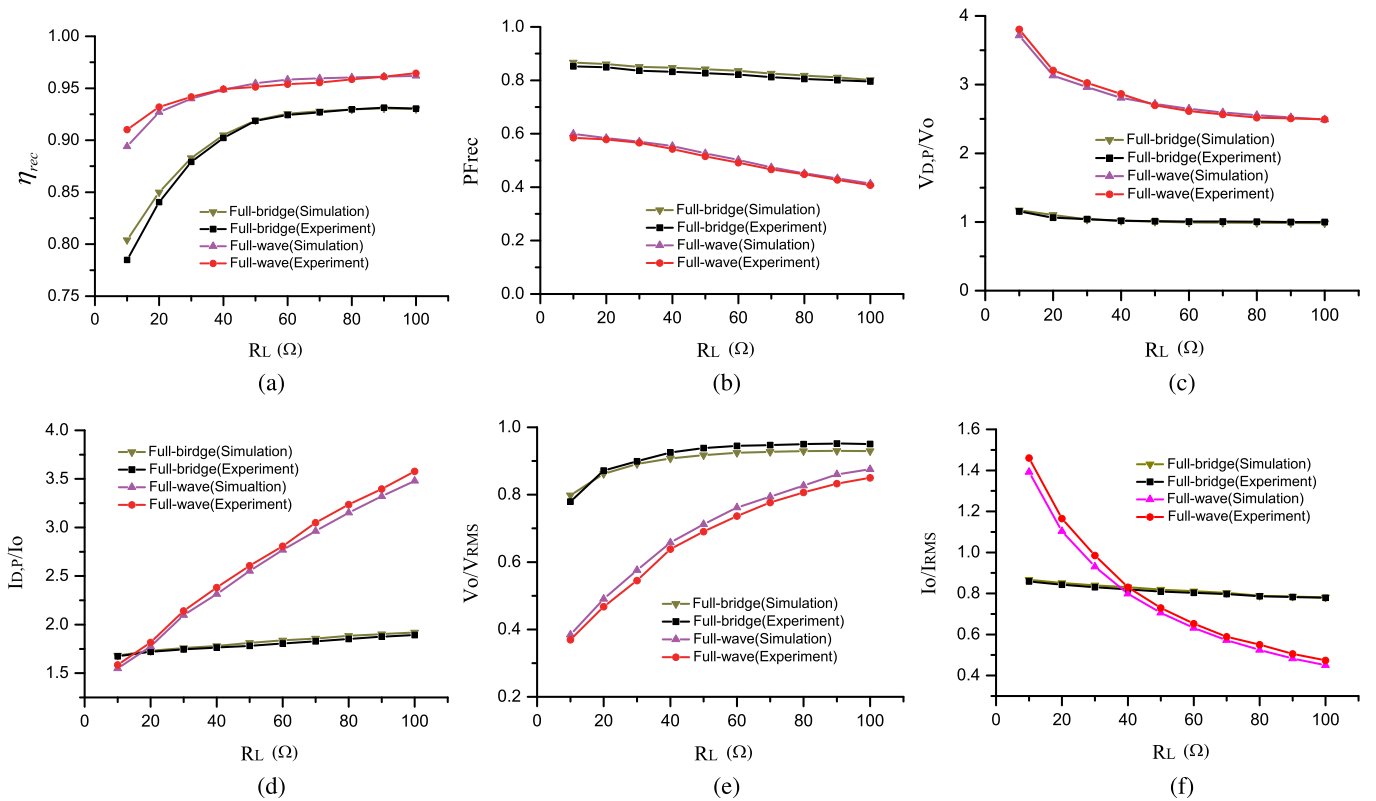 1.00
0.95
0.90
0.85
0.80
0.75
ηrec
Full-bridge(Simulation)
Full-bridge(Experiment)
Full-wave(Simulation)
Full-wave(Experiment)
0 20 40 60 80 100
RL (Ω)
(a)
1.0
0.8
0.6
0.4
0.2
0.0
PFrec
Full-bridge(Simulation)
Full-bridge(Experiment)
Full-wave(Simulation)
Full-wave(Experiment)
0 20 40 60 80 100
RL (Ω)
(b)
4
3
2
1
0
VD,P/Vo
Full-bridge(Simulation)
Full-bridge(Experiment)
Full-wave(Simulation)
Full-wave(Experiment)
0 20 40 60 80 100
RL (Ω)
(c)
4.0
3.5
3.0
2.5
2.0
1.5
ID,P/Io
Full-birdge(Simulation)
Full-bridge(Experiment)
Full-wave(Simualtion)
Full-wave(Experiment)
0 20 40 60 80 100
RL (Ω)
(d)
1.0
0.8
0.6
0.4
0.2
Vo/VRMS
Full-bridge(Simulation)
Full-bridge(Experiment)
Full-wave(Simulation)
Full-wave(Experiment)
0 20 40 60 80 100
RL (Ω)
(e)
1.6
1.4
1.2
1.0
0.8
0.6
0.4
Io/IRMS
Full-bridge(Simulation)
Full-bridge(Experiment)
Full-wave(Simulation)
Full-wave(Experiment)
0 20 40 60 80 100
RL (Ω)
(f)